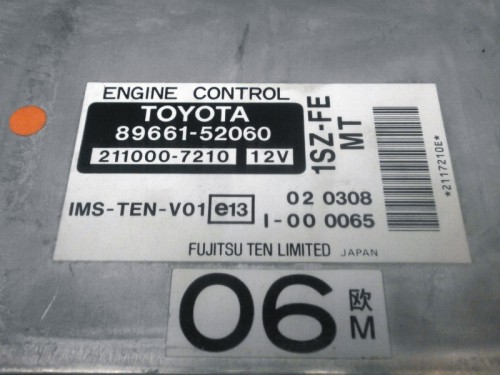 ENGINE CONTROL
TOYOTA
89661-52060
211000-7210 12V
1SZ-FE
MT
*2117210E*
IMS-TEN-V01 e13
02 0308
I-00 0065
FUJITSU TEN LIMITED JAPAN
06 欧
M